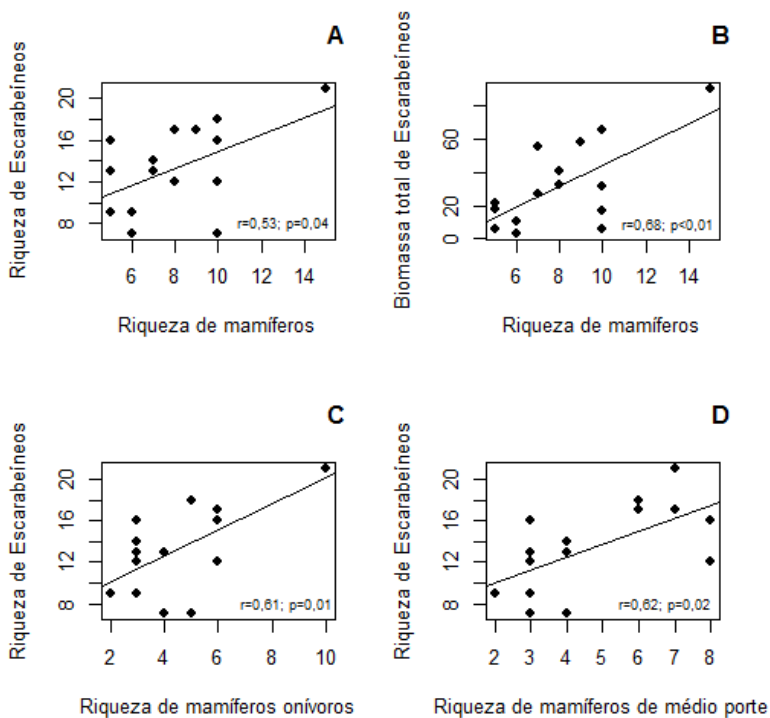 A
Riqueza de Escarabeíneos
20
16
12
8
r=0,53; p=0,04
6 8 10 12 14
Riqueza de mamíferos
B
Biomassa total de Escarabeíneos
60
20
0
r=0,68; p<0,01
6 8 10 12 14
Riqueza de mamíferos
C
Riqueza de Escarabeíneos
20
16
12
8
r=0,61; p=0,01
2 4 6 8 10
Riqueza de mamíferos onívoros
D
Riqueza de Escarabeíneos
20
16
12
8
r=0,62; p=0,02
2 3 4 5 6 7 8
Riqueza de mamíferos de médio porte